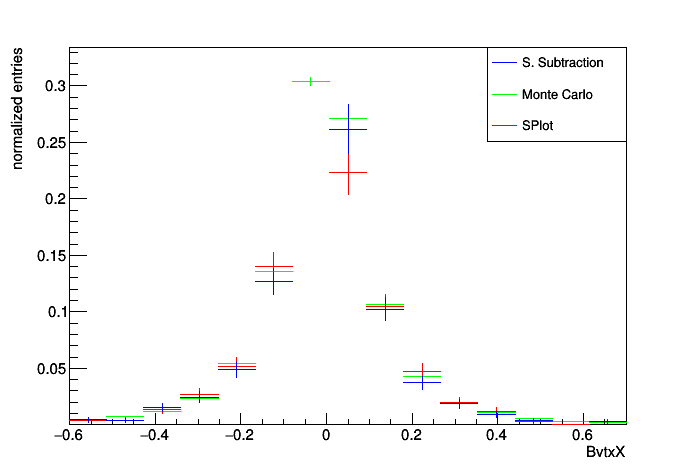 normalized entries
0.3
0.25
0.2
0.15
0.1
0.05
S. Subtraction
Monte Carlo
SPlot
−0.6 −0.4 −0.2 0 0.2 0.4 0.6
BvtxX